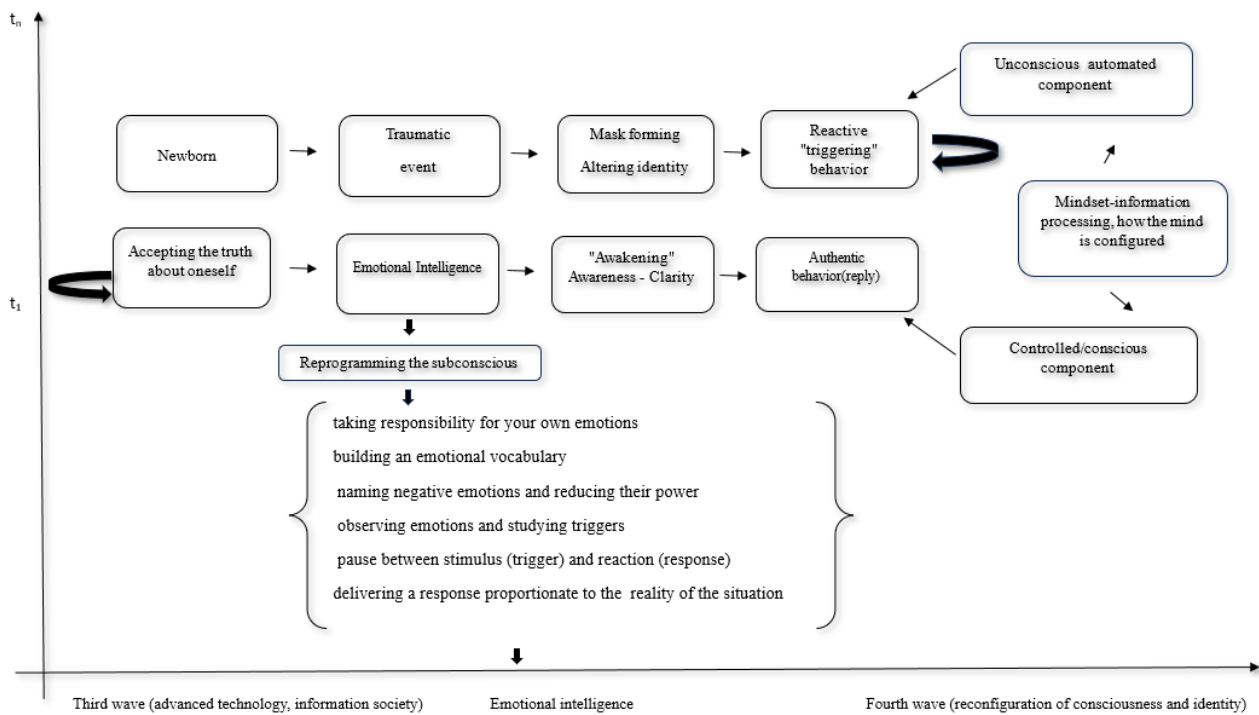 tn
Unconscious automated
component
Newborn
Traumatic
event
Mask forming
Altering identity
Reactive
"triggering"
behavior
Mindset-information
processing, how the mind
is configured
Accepting the truth
about oneself
Emotional Intelligence
"Awakening"
Awareness - Clarity
Authentic
behavior(reply)
t1
Controlled/conscious
component
Reprogramming the subconscious
taking responsibility for your own emotions
building an emotional vocabulary
naming negative emotions and reducing their power
observing emotions and studying triggers
pause between stimulus (trigger) and reaction (response)
delivering a response proportionate to the reality of the situation
Third wave (advanced technology, information society)
Emotional intelligence
Fourth wave (reconfiguration of consciousness and identity)